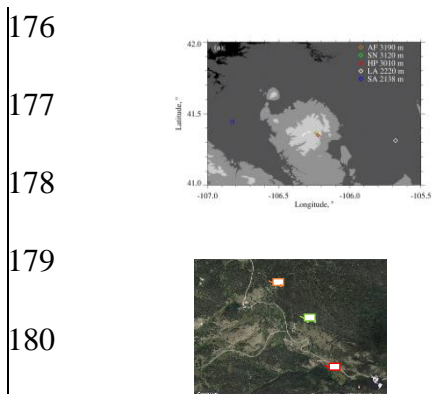 176
42.0
(a)
AF 3190 m
SN 3120 m
HP 3010 m
LA 2220 m
SA 2138 m
177
Latitude, °
41.5
178
41.0
-107.0 -106.5 -106.0 -105.5
Longitude, °
179
180